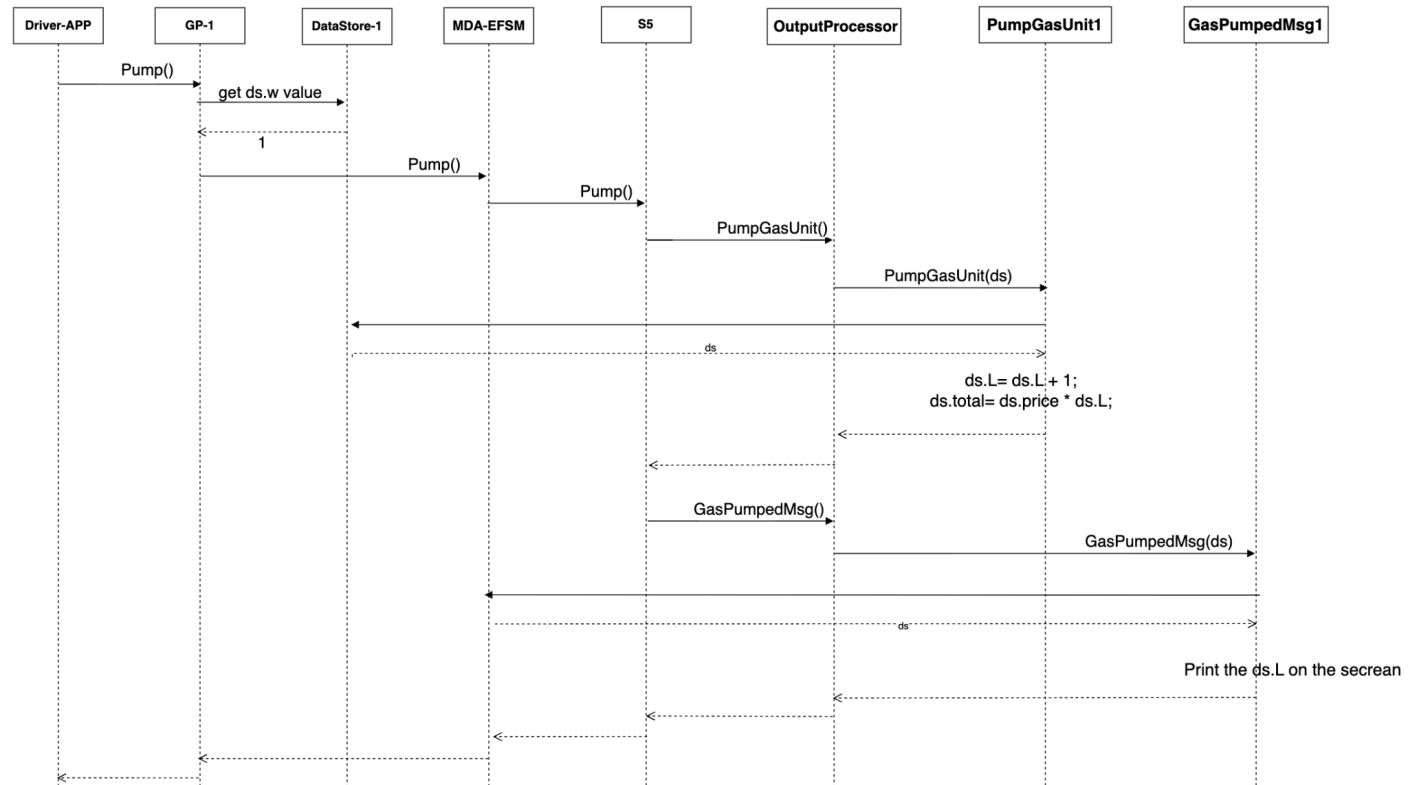 Driver-APP
GP-1
DataStore-1
MDA-EFSM
S5
OutputProcessor
PumpGasUnit1
GasPumpedMsg1
Pump()
get ds.w value
1
Pump()
Pump()
PumpGasUnit()
PumpGasUnit(ds)
ds
ds.L= ds.L + 1;
ds.total= ds.price * ds.L;
GasPumpedMsg()
GasPumpedMsg(ds)
ds
Print the ds.L on the secrean